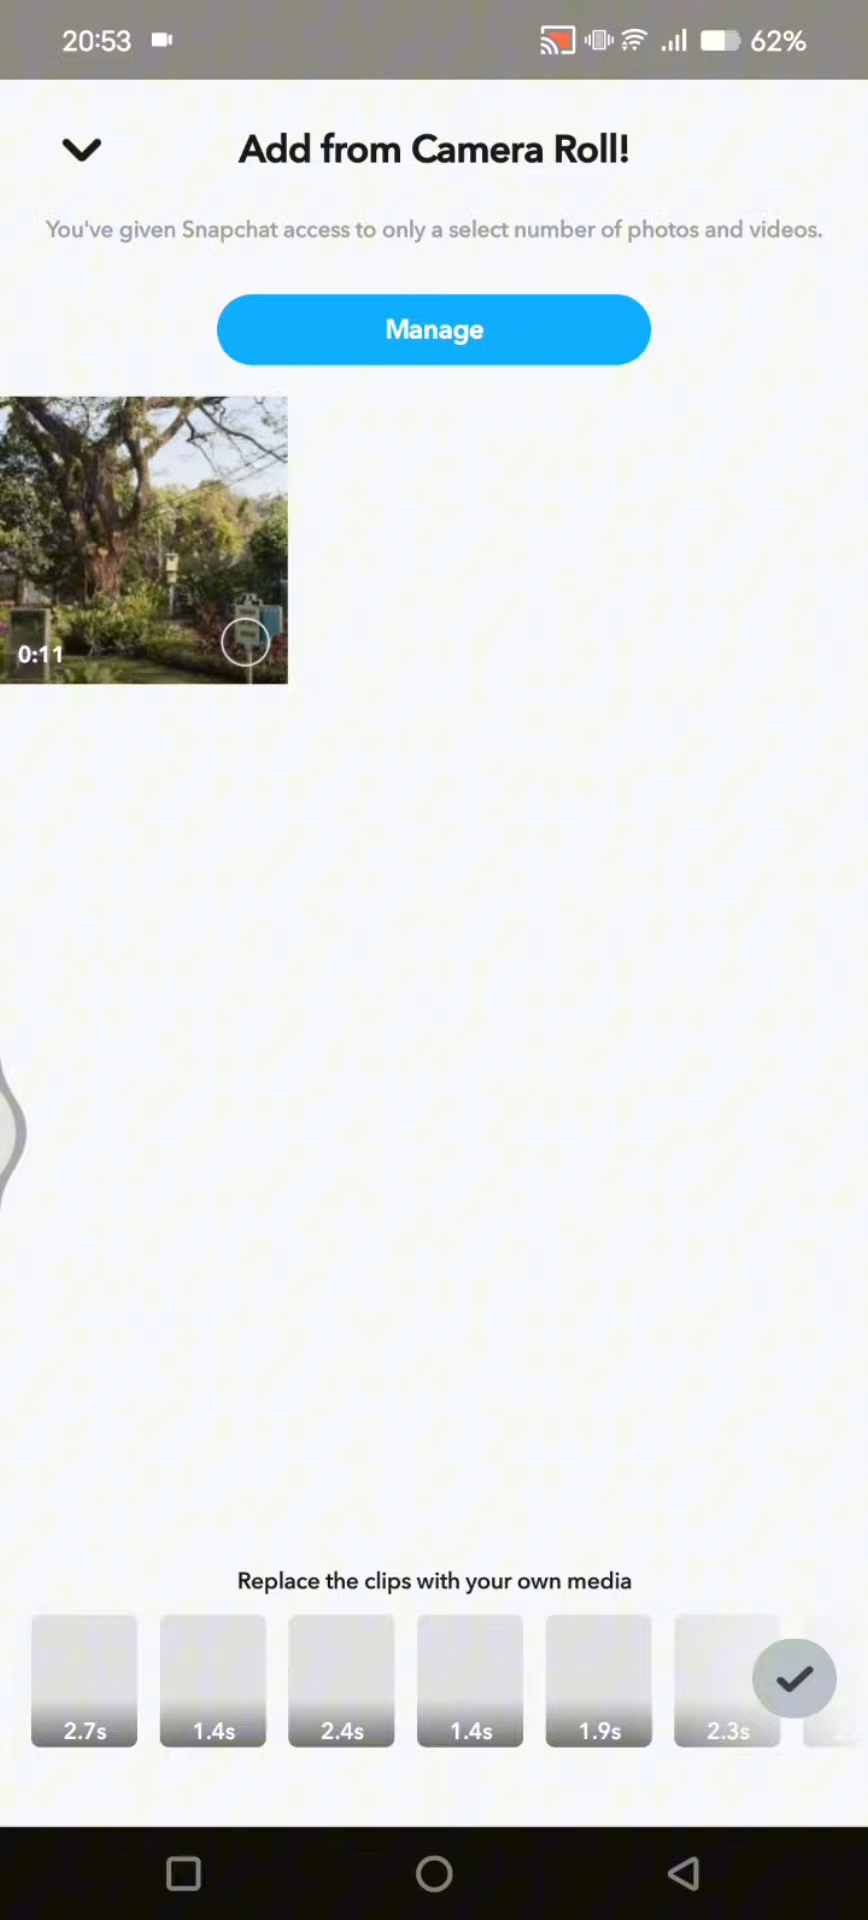 20:53
62%
Add from Camera Roll!
You've given Snapchat access to only a select number of photos and videos.
Manage
0:11
Replace the clips with your own media
2.7s 1.4s 2.4s 1.4s 1.9s 2.3s